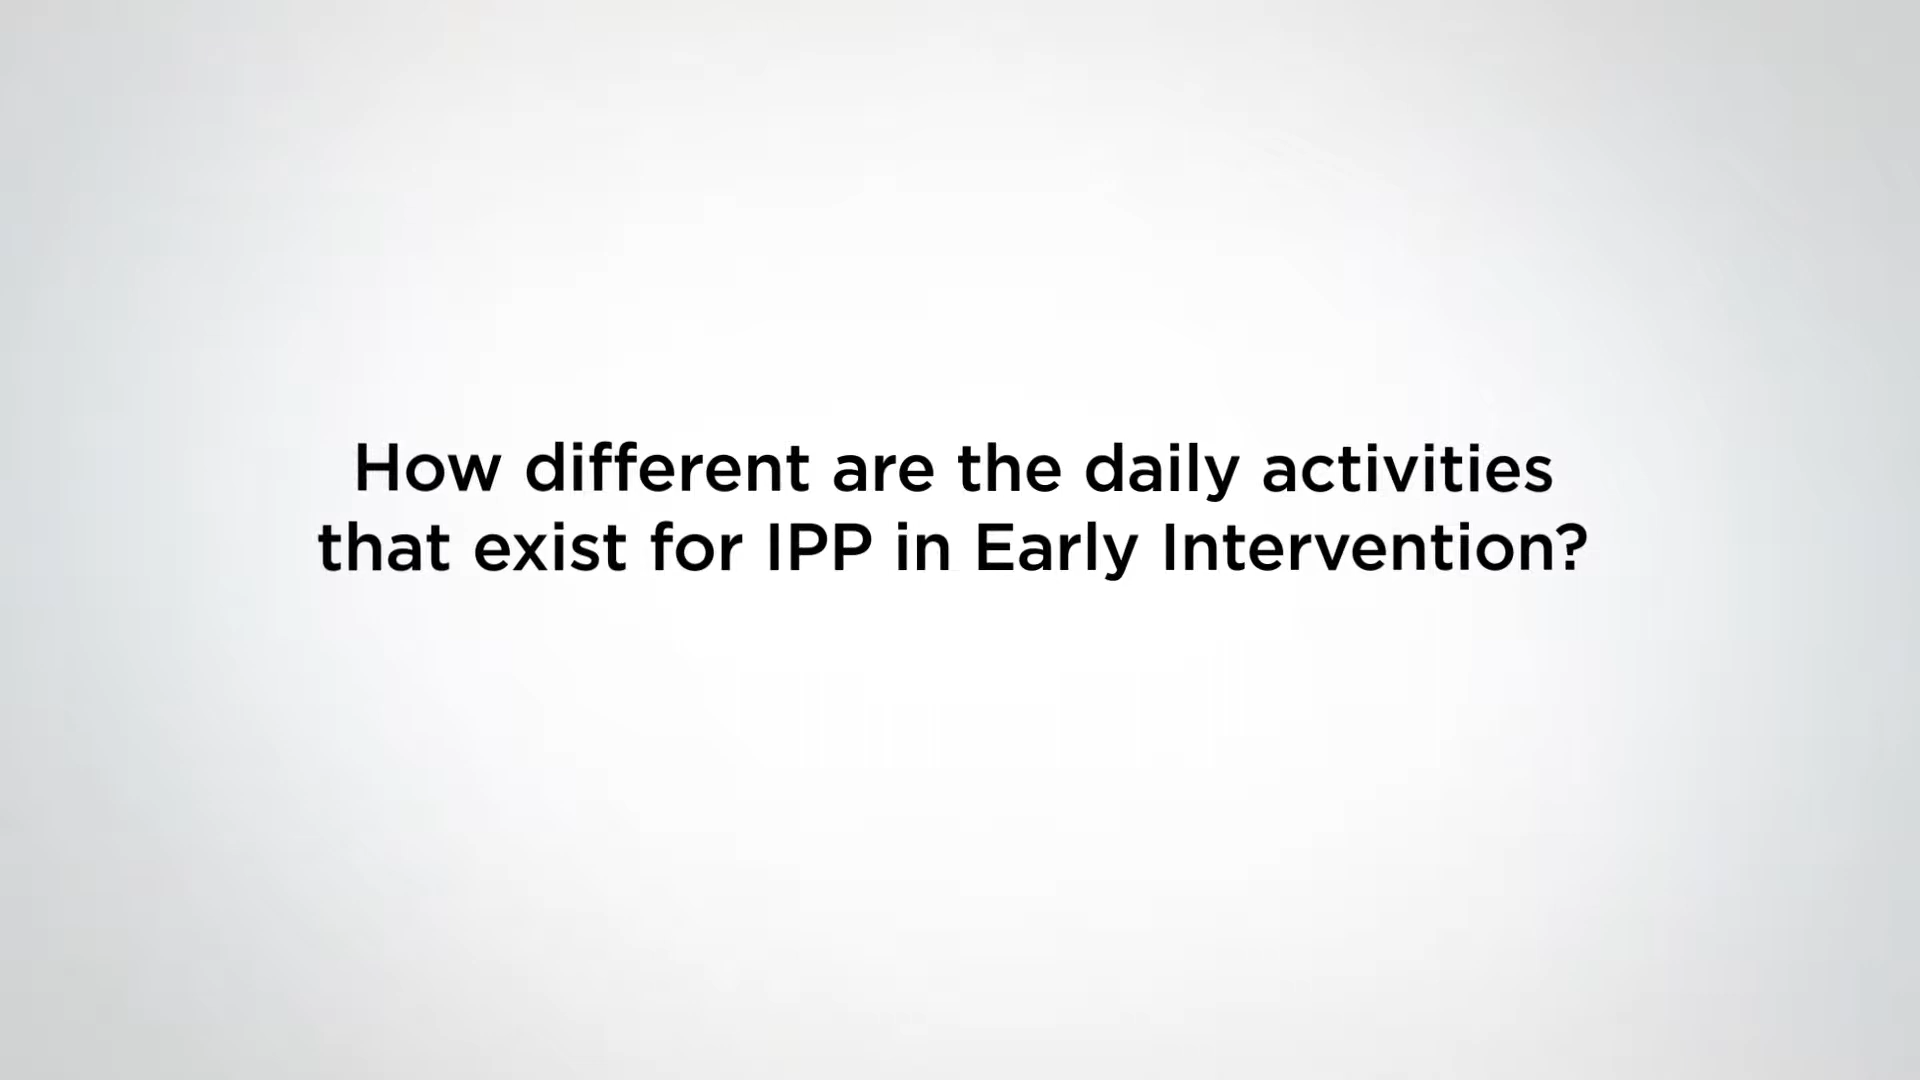 How different are the daily activities
that exist for IPP in Early Intervention?